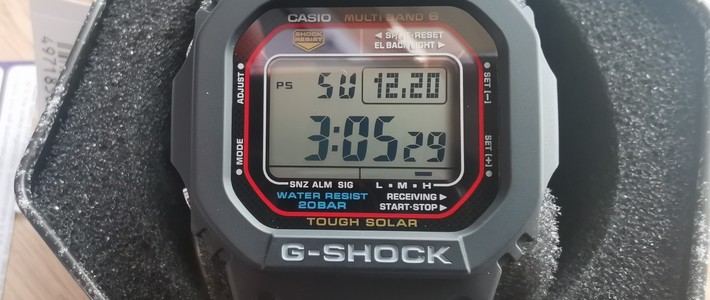 CASIO MULTI BAND 6
SHOCK RESIST
◀ SPLIT·RESET
EL BACKLIGHT ▶
ADJUST
MODE
SET [−]
SET [+]
PS SU 12.20
3:05 29
SNZ ALM SIG L·M·H
WATER RESIST
20BAR
RECEIVING ▶
START·STOP ▶
TOUGH SOLAR
G-SHOCK